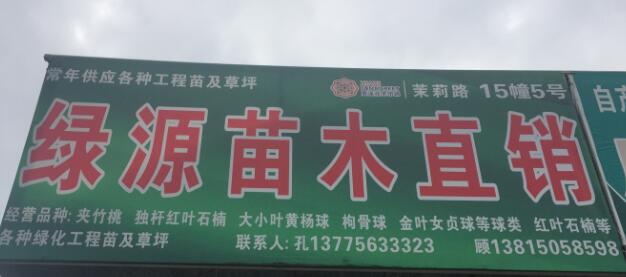 常年供应各种工程苗及草坪
茉莉路 15幢5号
绿源苗木直销
经营品种: 夹竹桃 独杆红叶石楠 大小叶黄杨球 枸骨球 金叶女贞球等球类 红叶石楠等
各种绿化工程苗及草坪 联系人: 孔13775633323 顾13815058598
自产